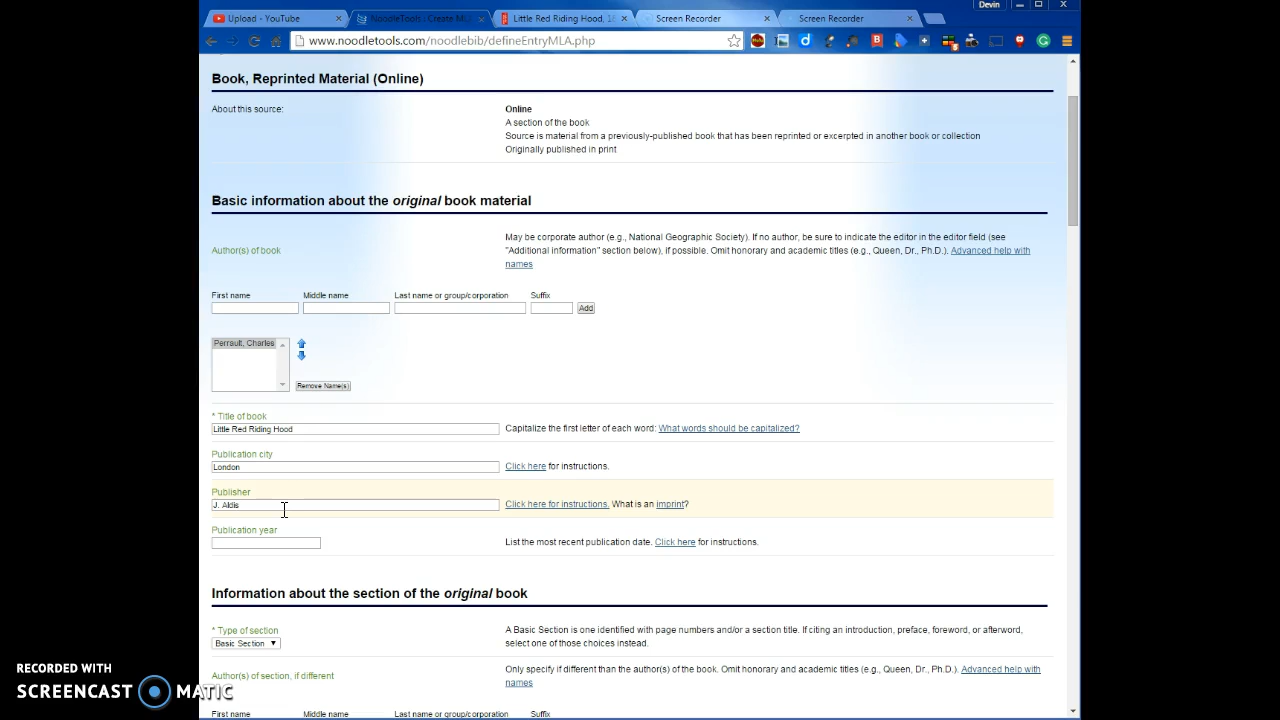 Devin
Upload - YouTube
NoodleTools : Create ML
Little Red Riding Hood, 18
Screen Recorder
Screen Recorder
www.noodletools.com/noodlebib/defineEntryMLA.php
Book, Reprinted Material (Online)
About this source:
Online
A section of the book
Source is material from a previously-published book that has been reprinted or excerpted in another book or collection
Originally published in print
Basic information about the original book material
Author(s) of book
May be corporate author (e.g., National Geographic Society). If no author, be sure to indicate the editor in the editor field (see
"Additional information" section below), if possible. Omit honorary and academic titles (e.g., Queen, Dr., Ph.D.). Advanced help with
names
First name Middle name Last name or group/corporation Suffix
Add
Perrault, Charles
Remove Name(s)
* Title of book
Little Red Riding Hood
Capitalize the first letter of each word: What words should be capitalized?
Publication city
London
Click here for instructions.
Publisher
J. Aldis
Click here for instructions. What is an imprint?
Publication year
List the most recent publication date. Click here for instructions.
Information about the section of the original book
* Type of section
Basic Section
A Basic Section is one identified with page numbers and/or a section title. If citing an introduction, preface, foreword, or afterword,
select one of those choices instead.
Author(s) of section, if different
Only specify if different than the author(s) of the book. Omit honorary and academic titles (e.g., Queen, Dr., Ph.D.). Advanced help with
names
First name Middle name Last name or group/corporation Suffix
RECORDED WITH
SCREENCAST MATIC